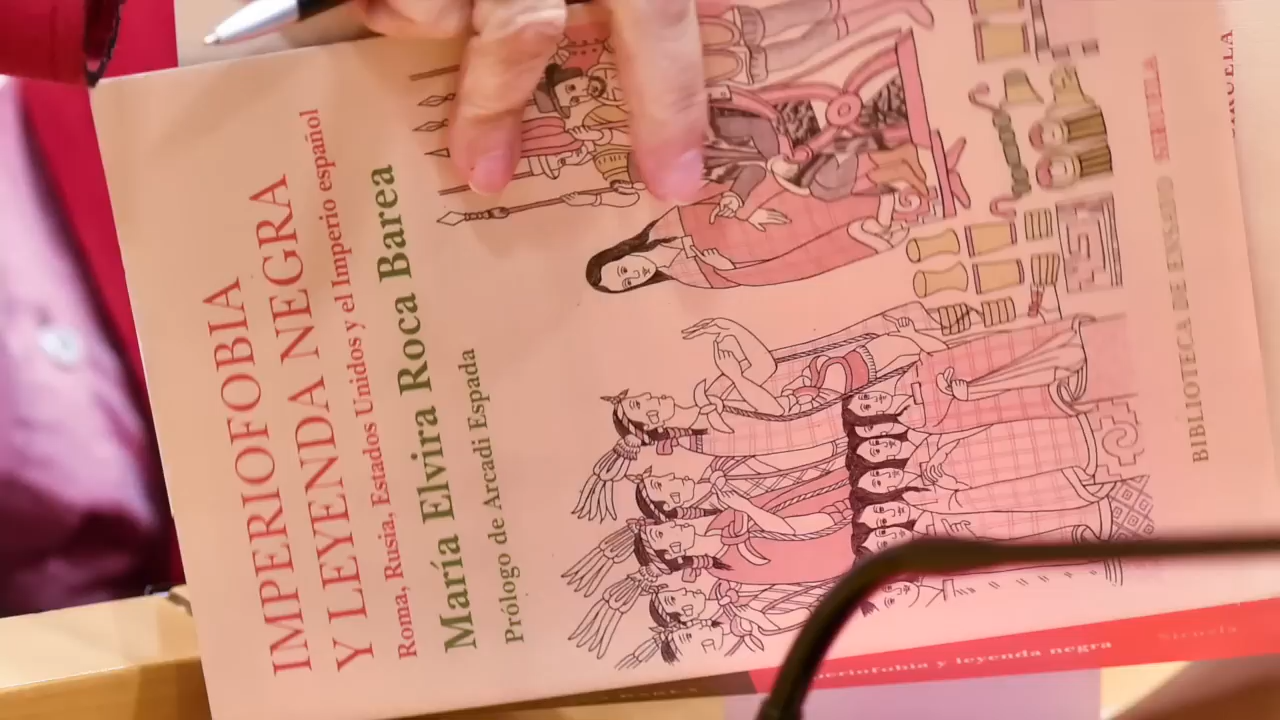 IMPERIOFOBIA
Y LEYENDA NEGRA
Roma, Rusia, Estados Unidos y el Imperio español
María Elvira Roca Barea
Prólogo de Arcadi Espada
BIBLIOTECA DE ENSAYO SIRUELA
y leyenda negra
Siruela